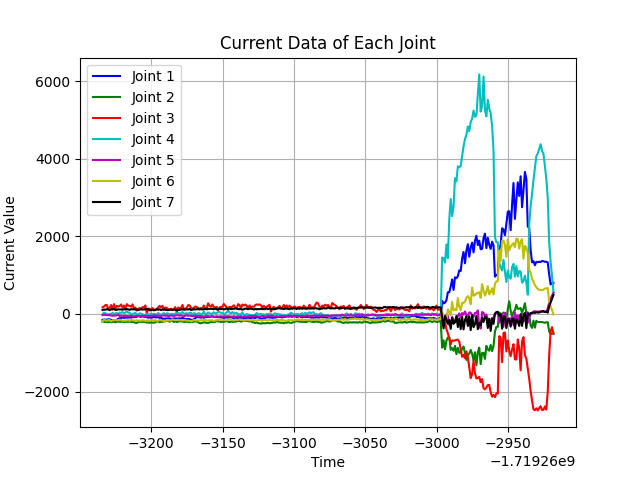 Current Data of Each Joint
6000
4000
2000
0
−2000
Current Value
Joint 1
Joint 2
Joint 3
Joint 4
Joint 5
Joint 6
Joint 7
−3200 −3150 −3100 −3050 −3000 −2950
Time
−1.71926e9